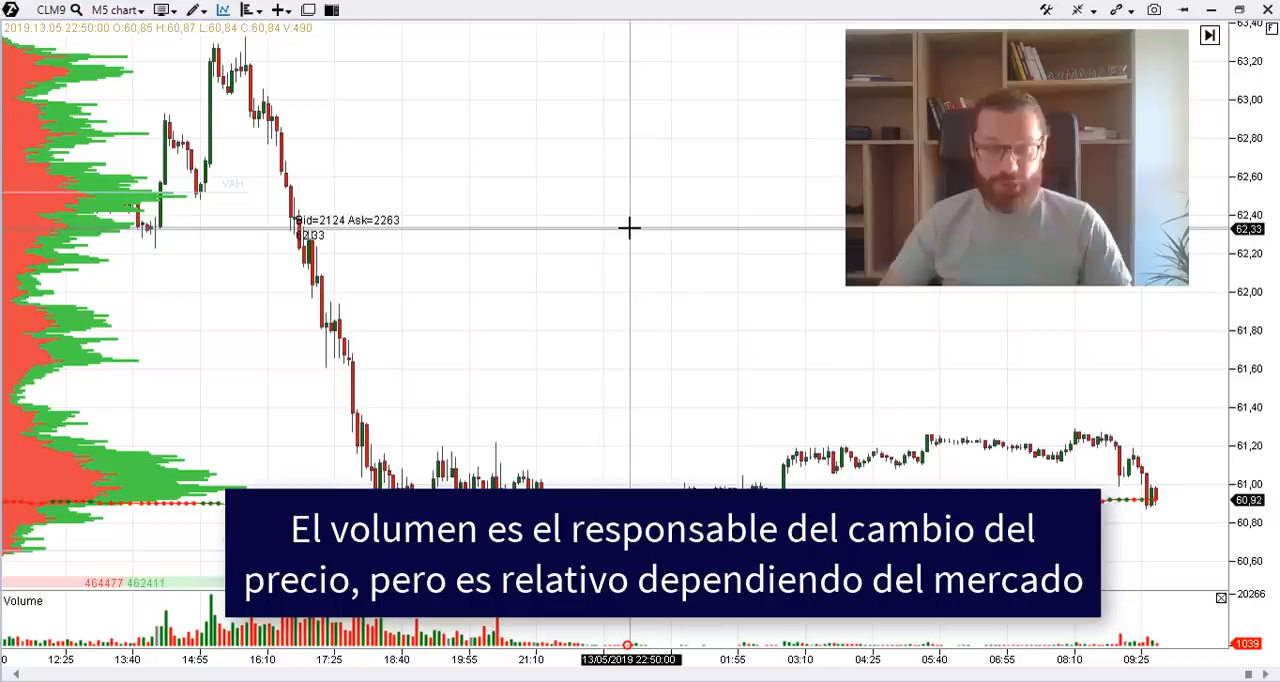 CLM9 M5 chart
2019.13.05 22:50:00 O:60,85 H:60,87 L:60,84 C:60,84 V:490
63,40
F
63,20
63,00
62,80
62,60
62,40
62,33
62,20
62,00
61,80
61,60
61,40
61,20
61,00
60,92
60,80
60,60
VAH
Bid=2124 Ask=2263
62,33
El volumen es el responsable del cambio del
precio, pero es relativo dependiendo del mercado
464477 462411
Volume
20266
1039
0 12:25 13:40 14:55 16:10 17:25 18:40 19:55 21:10 13/05/2019 22:50:00 01:55 03:10 04:25 05:40 06:55 08:10 09:25